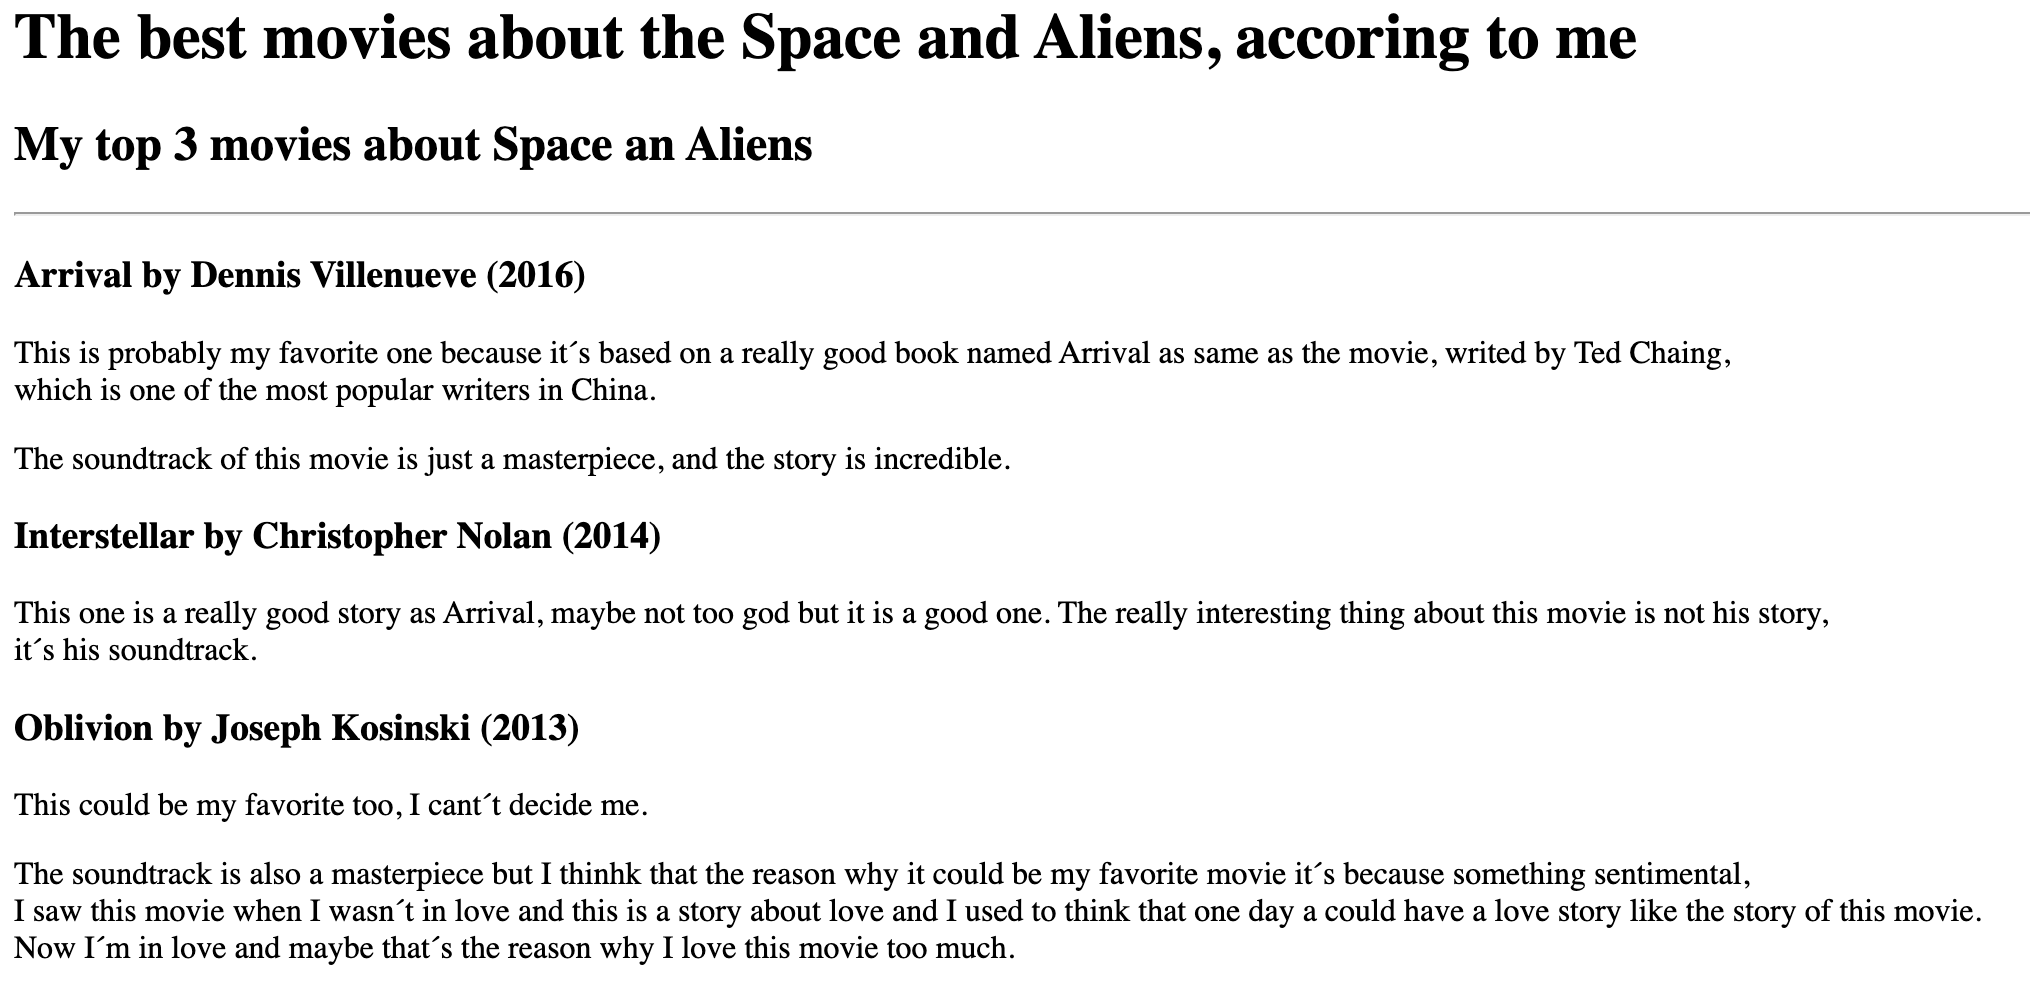 The best movies about the Space and Aliens, accoring to me
My top 3 movies about Space an Aliens
Arrival by Dennis Villenueve (2016)
This is probably my favorite one because it´s based on a really good book named Arrival as same as the movie, writed by Ted Chaing,
which is one of the most popular writers in China.
The soundtrack of this movie is just a masterpiece, and the story is incredible.
Interstellar by Christopher Nolan (2014)
This one is a really good story as Arrival, maybe not too god but it is a good one. The really interesting thing about this movie is not his story,
it´s his soundtrack.
Oblivion by Joseph Kosinski (2013)
This could be my favorite too, I cant´t decide me.
The soundtrack is also a masterpiece but I thinhk that the reason why it could be my favorite movie it´s because something sentimental,
I saw this movie when I wasn´t in love and this is a story about love and I used to think that one day a could have a love story like the story of this movie.
Now I´m in love and maybe that´s the reason why I love this movie too much.